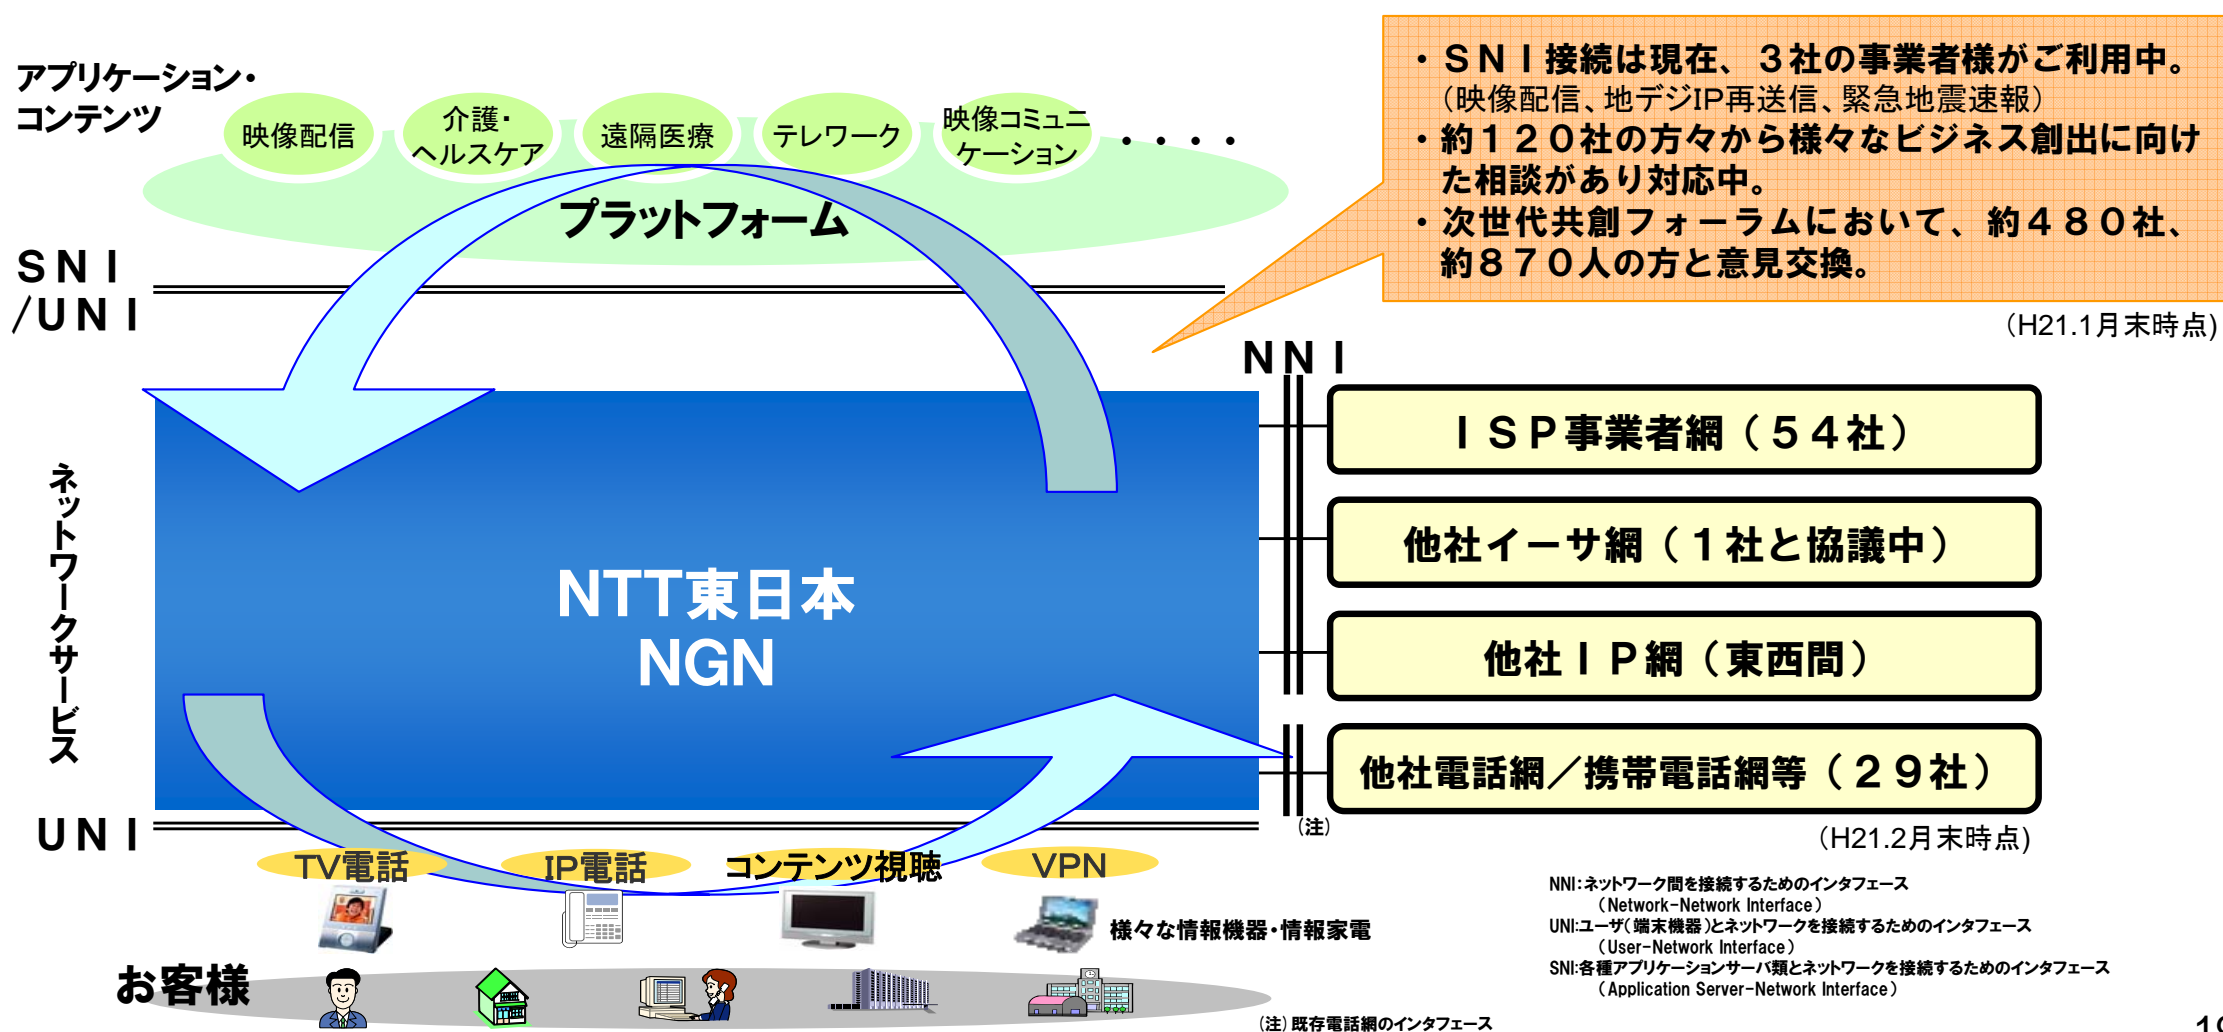 アプリケーション・
コンテンツ
映像配信
介護・
ヘルスケア
遠隔医療
テレワーク
映像コミュニ
ケーション
・・・・
プラットフォーム
・ＳＮＩ接続は現在、３社の事業者様がご利用中。
（映像配信、地デジIP再送信、緊急地震速報）
・約１２０社の方々から様々なビジネス創出に向け
た相談があり対応中。
・次世代共創フォーラムにおいて、約４８０社、
約８７０人の方と意見交換。
（H21.1月末時点)
ＳＮＩ
/ＵＮＩ
ＮＮＩ
ネットワークサービス
NTT東日本
NGN
ＩＳＰ事業者網（５４社）
他社イーサ網（１社と協議中）
他社ＩＰ網（東西間）
他社電話網／携帯電話網等（２９社）
（注）
（H21.2月末時点)
ＵＮＩ
TV電話
IP電話
コンテンツ視聴
VPN
様々な情報機器・情報家電
お客様
NNI:ネットワーク間を接続するためのインタフェース
（Network-Network Interface）
UNI:ユーザ（端末機器）とネットワークを接続するためのインタフェース
（User-Network Interface）
SNI:各種アプリケーションサーバ類とネットワークを接続するためのインタフェース
（Application Server-Network Interface）
（注）既存電話網のインタフェース